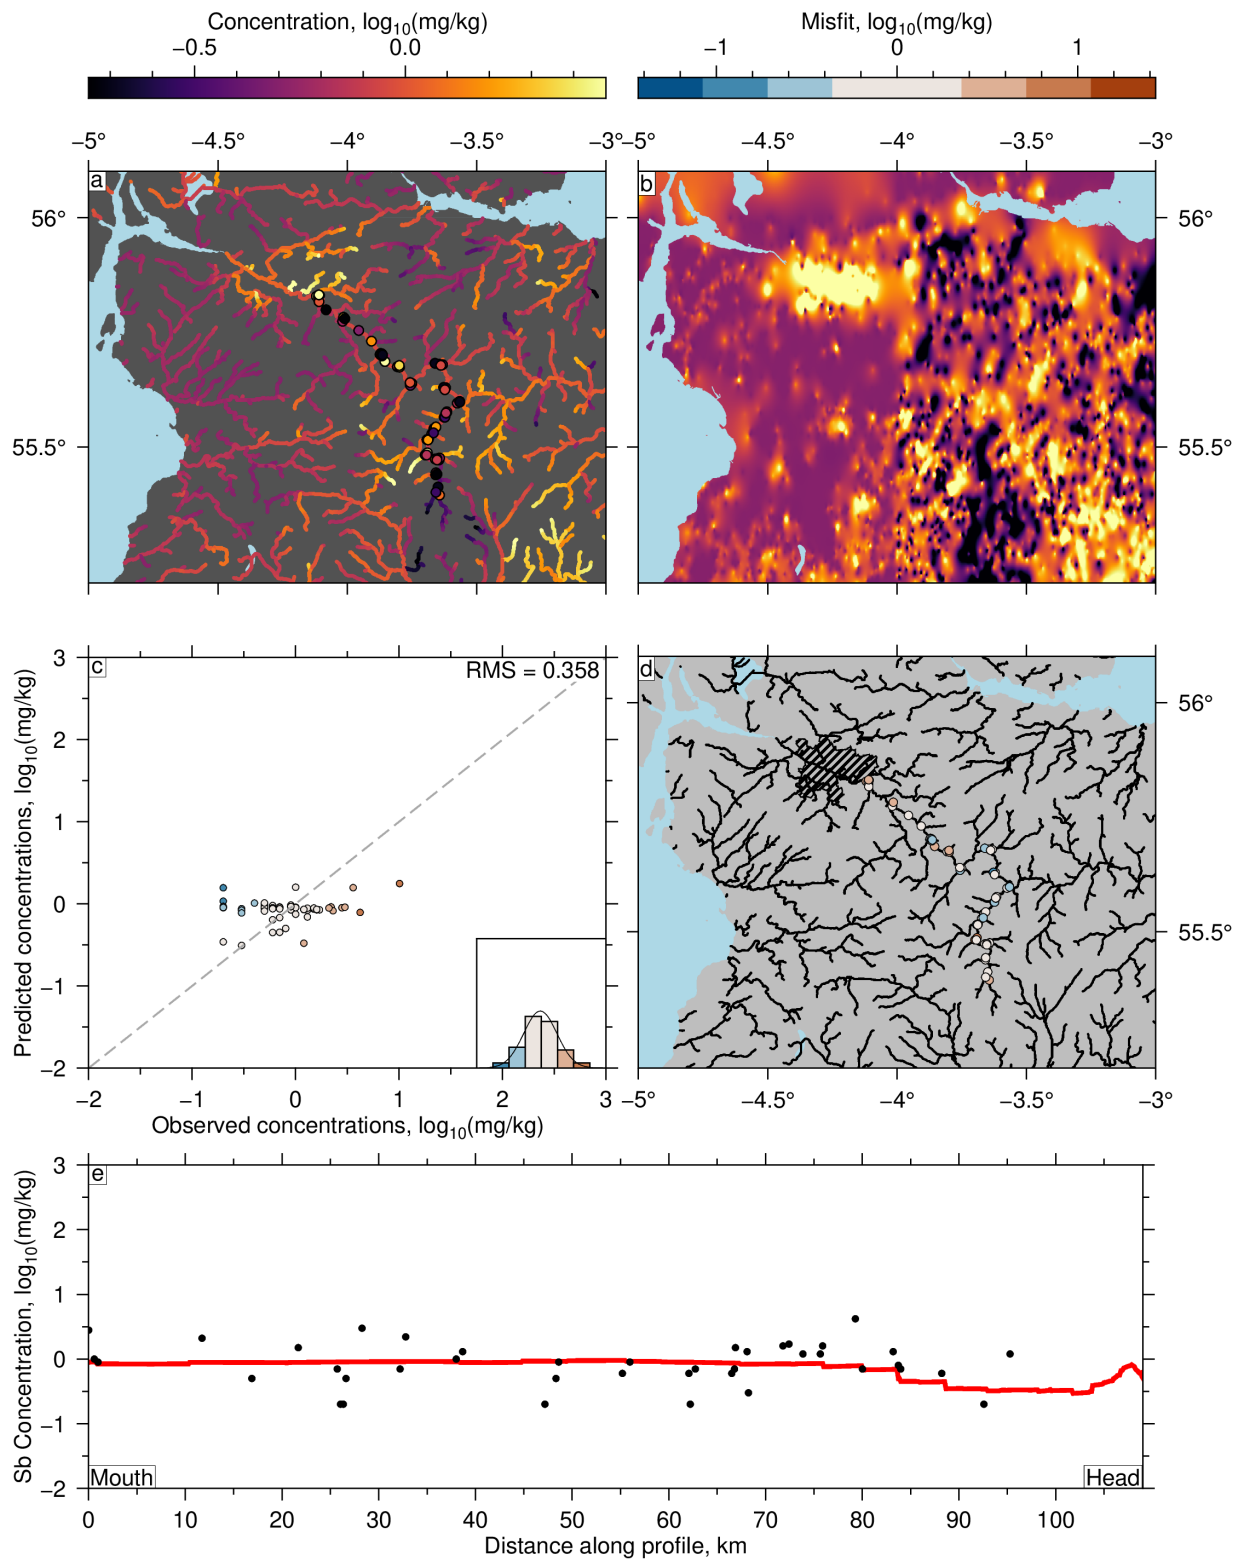 Concentration, log10(mg/kg)
Misfit, log10(mg/kg)
−0.5 0.0
−1 0 1
−5° −4.5° −4° −3.5° −3°
−5° −4.5° −4° −3.5° −3°
a
b
56°
56°
55.5°
55.5°
c
RMS = 0.358
d
3
2
1
0
−1
−2
Predicted concentrations, log10(mg/kg)
56°
55.5°
−2 −1 0 1 2 3
−5° −4.5° −4° −3.5° −3°
Observed concentrations, log10(mg/kg)
e
3
2
1
0
−1
−2
Sb Concentration, log10(mg/kg)
Mouth
Head
0 10 20 30 40 50 60 70 80 90 100
Distance along profile, km